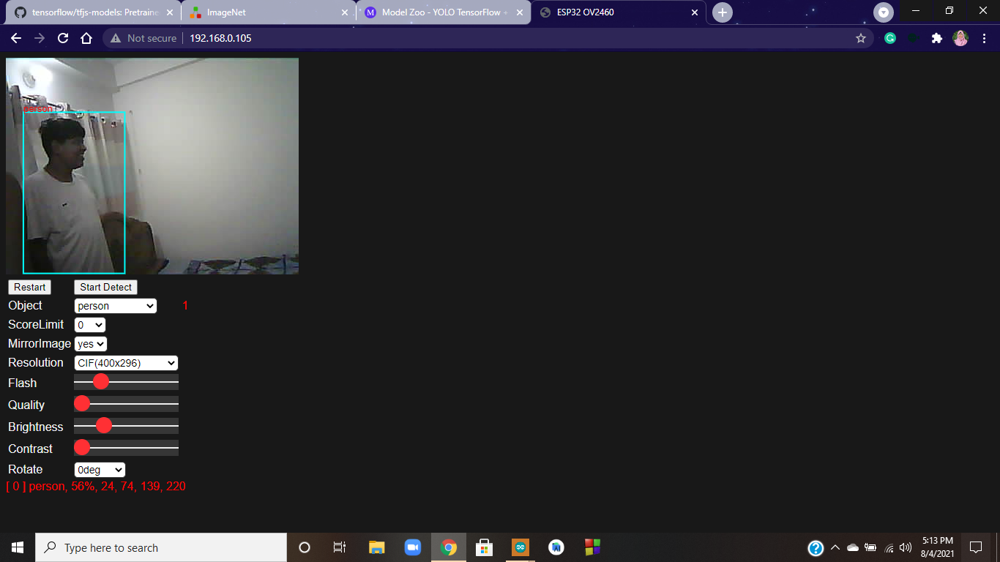 tensorflow/tfjs-models: Pretraine
ImageNet
Model Zoo - YOLO TensorFlow +
ESP32 OV2460
Not secure
192.168.0.105
person
Restart
Start Detect
Object
person
1
ScoreLimit
0
MirrorImage
yes
Resolution
CIF(400x296)
Flash
Quality
Brightness
Contrast
Rotate
0deg
[ 0 ] person, 56%, 24, 74, 139, 220
Type here to search
5:13 PM
8/4/2021